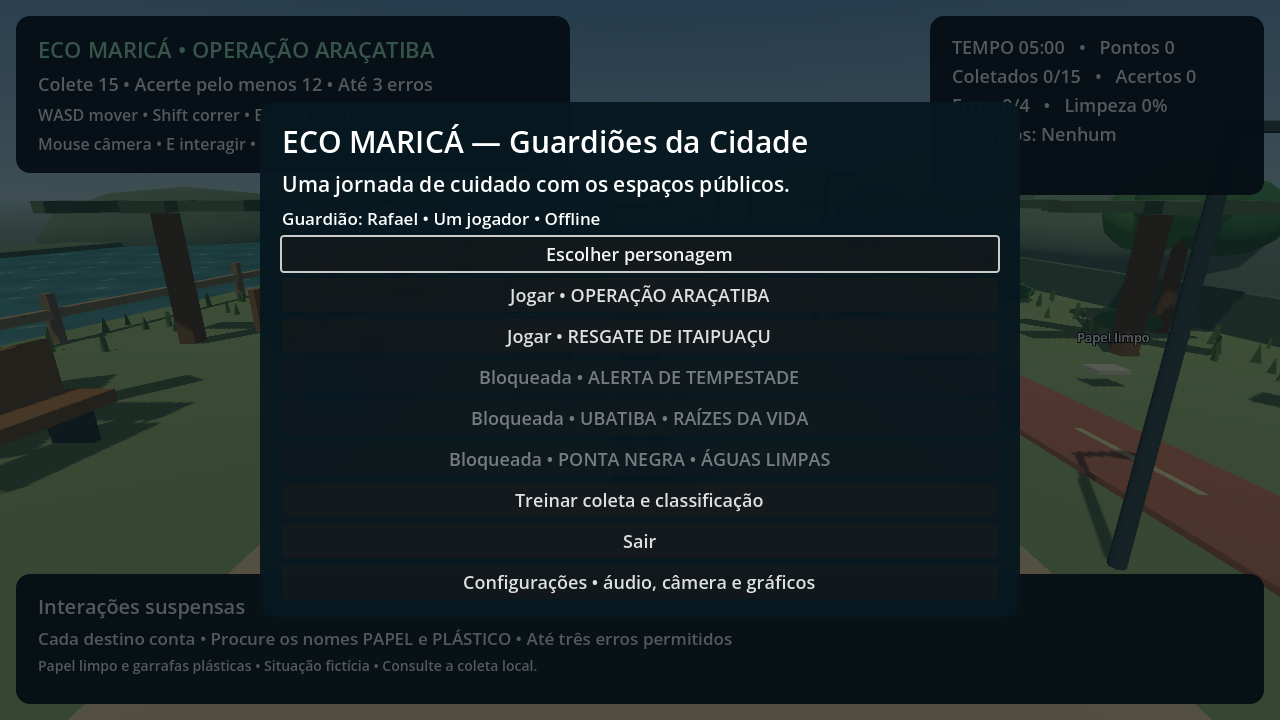 ECO MARICÁ • OPERAÇÃO ARAÇATIBA
Colete 15 • Acerte pelo menos 12 • Até 3 erros
WASD mover • Shift correr •
Mouse câmera • E interagir •
TEMPO 05:00 • Pontos 0
Coletados 0/15 • Acertos 0
0/4 • Limpeza 0%
Nenhum
ECO MARICÁ — Guardiões da Cidade
Uma jornada de cuidado com os espaços públicos.
Guardião: Rafael • Um jogador • Offline
Escolher personagem
Jogar • OPERAÇÃO ARAÇATIBA
Jogar • RESGATE DE ITAIPUAÇU
Bloqueada • ALERTA DE TEMPESTADE
Bloqueada • UBATIBA • RAÍZES DA VIDA
Bloqueada • PONTA NEGRA • ÁGUAS LIMPAS
Treinar coleta e classificação
Sair
Configurações • áudio, câmera e gráficos
Papel limpo
Interações suspensas
Cada destino conta • Procure os nomes PAPEL e PLÁSTICO • Até três erros permitidos
Papel limpo e garrafas plásticas • Situação fictícia • Consulte a coleta local.